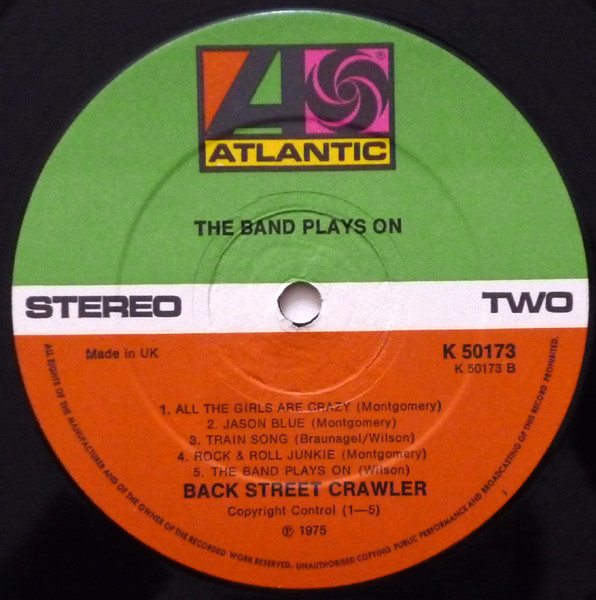 ATLANTIC
®
THE BAND PLAYS ON
STEREO
TWO
Made in UK
K 50173
K 50173 B
1. ALL THE GIRLS ARE CRAZY (Montgomery)
2. JASON BLUE (Montgomery)
3. TRAIN SONG (Braunagel/Wilson)
4. ROCK & ROLL JUNKIE (Montgomery)
5. THE BAND PLAYS ON (Wilson)
BACK STREET CRAWLER
Copyright Control (1—5)
℗ 1975
ALL RIGHTS OF THE MANUFACTURER AND OF THE OWNER OF THE RECORDED WORK RESERVED. UNAUTHORISED COPYING PUBLIC PERFORMANCE AND BROADCASTING OF THIS RECORD PROHIBITED.